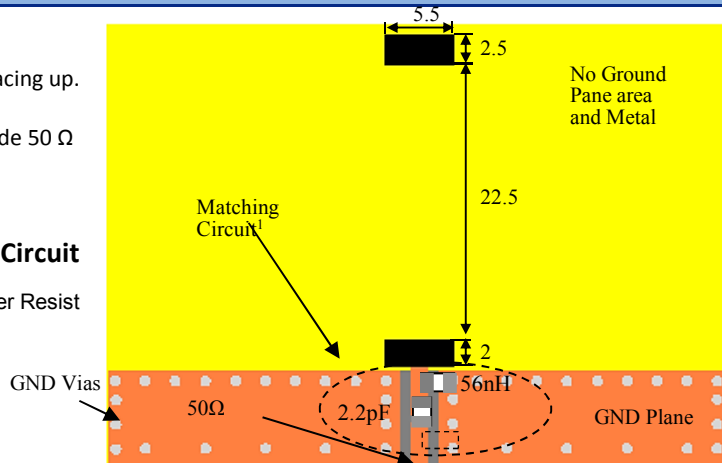 5.5
2.5
acing up.
No Ground
Pane area
and Metal
de 50 Ω
22.5
Matching
Circuit¹
Circuit
er Resist
2
GND Vias
56nH
50Ω
2.2pF
GND Plane